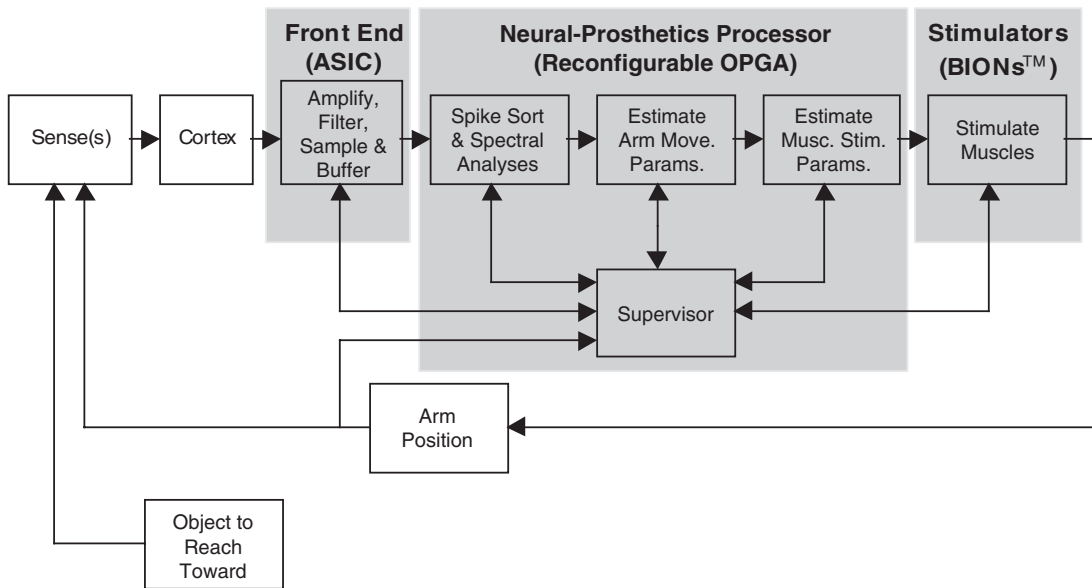 Front End
(ASIC)
Neural-Prosthetics Processor
(Reconfigurable OPGA)
Stimulators
(BIONs™)
Sense(s)
Cortex
Amplify,
Filter,
Sample &
Buffer
Spike Sort
& Spectral
Analyses
Estimate
Arm Move.
Params.
Estimate
Musc. Stim.
Params.
Stimulate
Muscles
Supervisor
Arm
Position
Object to
Reach
Toward